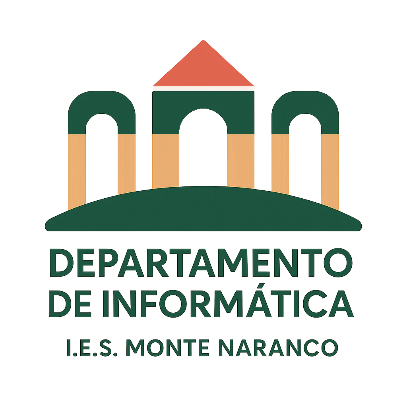 DEPARTAMENTO
DE INFORMÁTICA
I.E.S. MONTE NARANCO